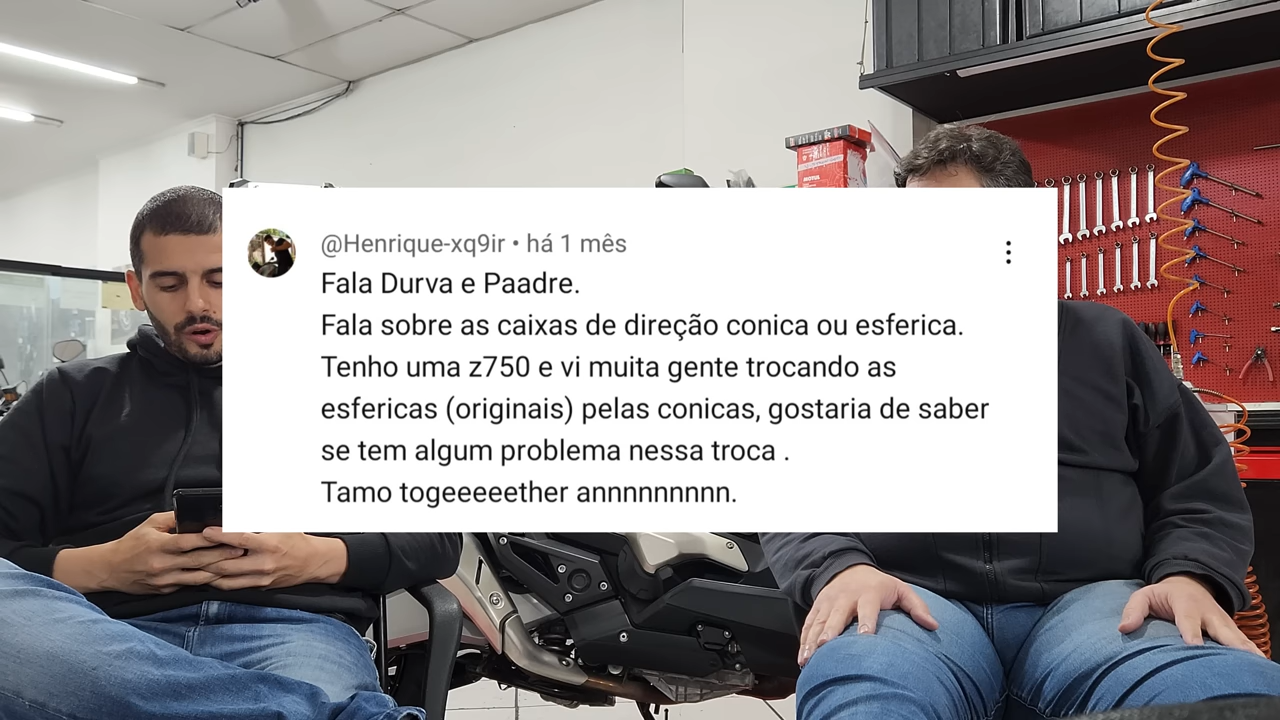 MOTUL
@Henrique-xq9ir • há 1 mês
Fala Durva e Paadre.
Fala sobre as caixas de direção conica ou esferica.
Tenho uma z750 e vi muita gente trocando as
esfericas (originais) pelas conicas, gostaria de saber
se tem algum problema nessa troca .
Tamo togeeeeether annnnnnnnn.